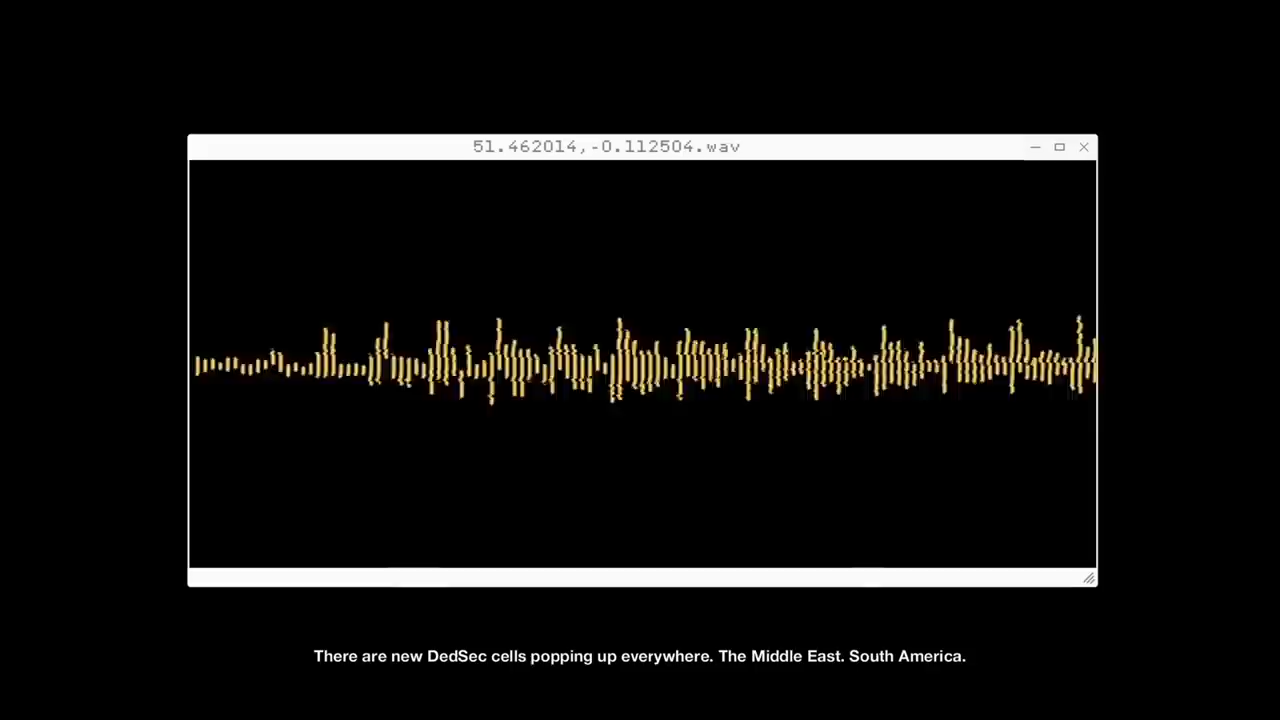 51.462014,-0.112504.wav
There are new DedSec cells popping up everywhere. The Middle East. South America.